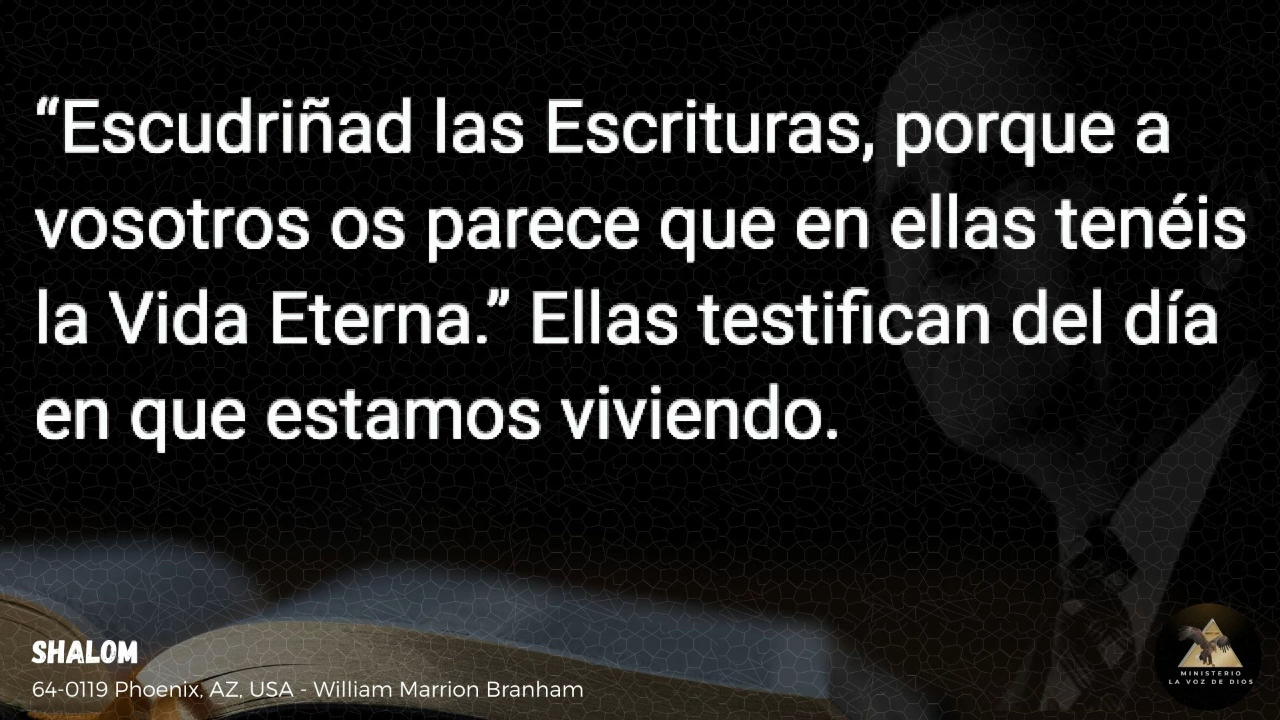 “Escudriñad las Escrituras, porque a
vosotros os parece que en ellas tenéis
la Vida Eterna.” Ellas testifican del día
en que estamos viviendo.
SHALOM
64-0119 Phoenix, AZ, USA - William Marrion Branham
MINISTERIO
LA VOZ DE DIOS